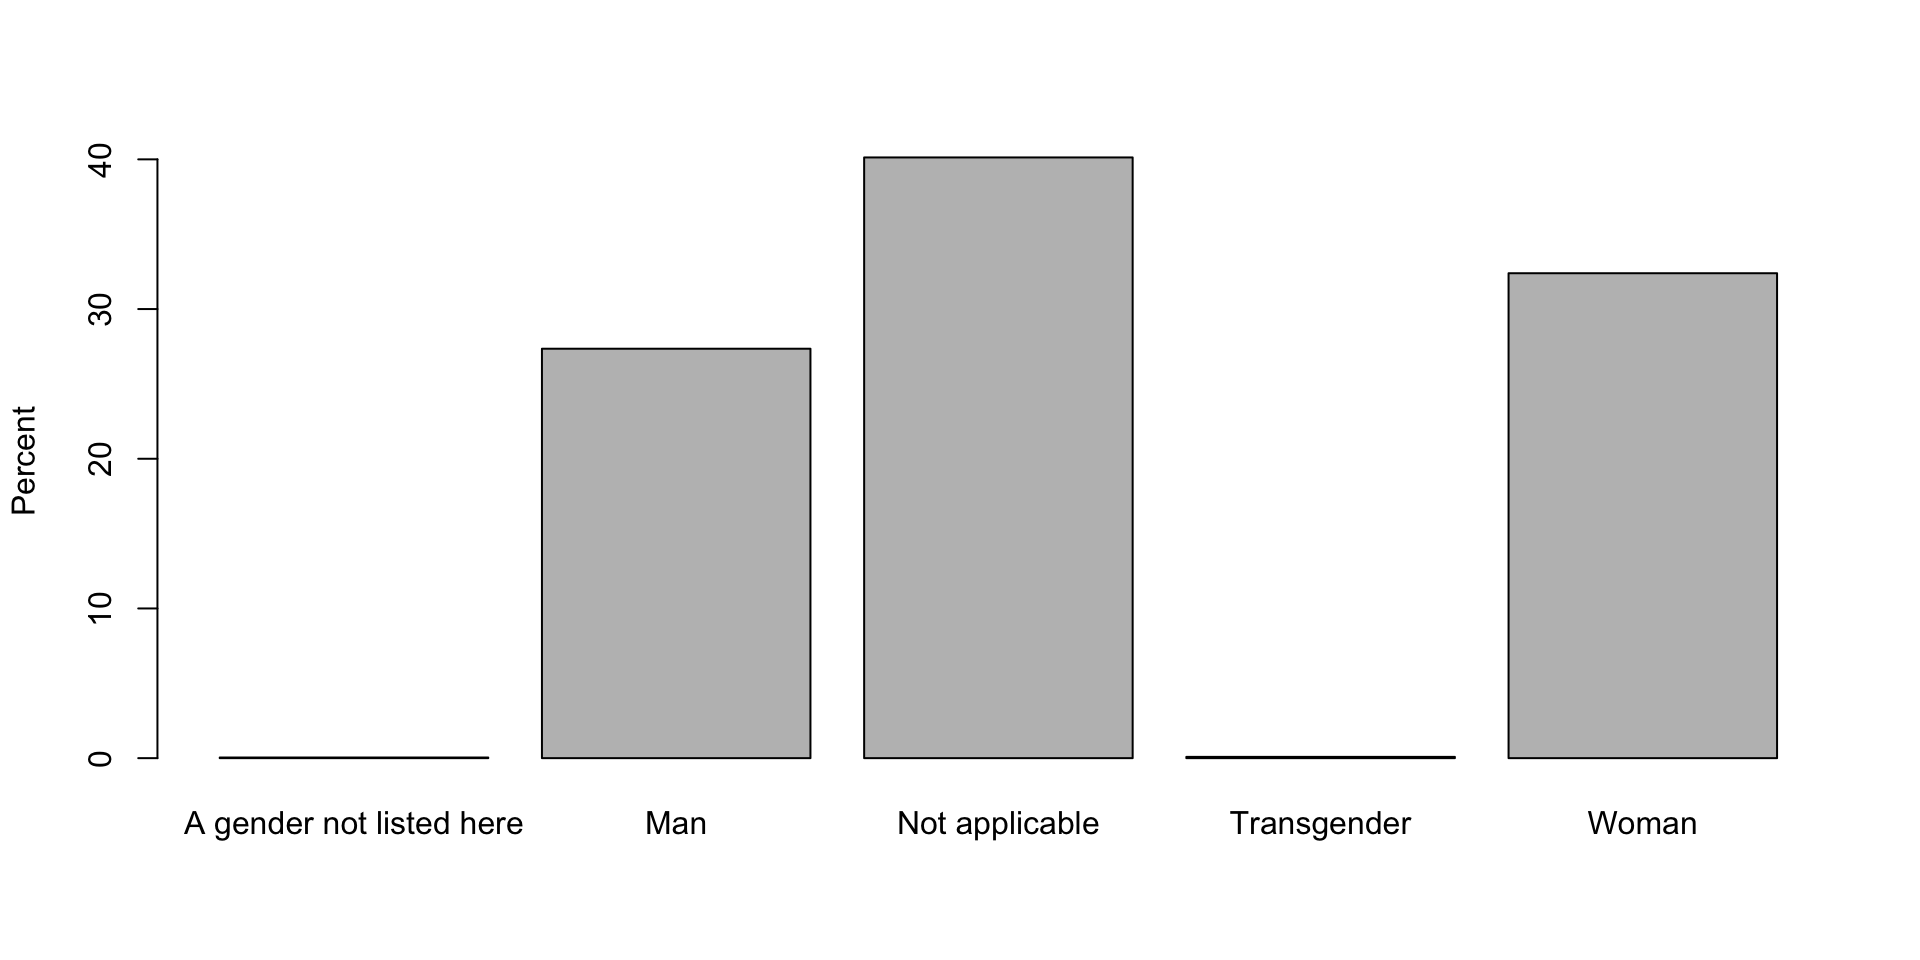 Percent
40
30
20
10
0
A gender not listed here
Man
Not applicable
Transgender
Woman